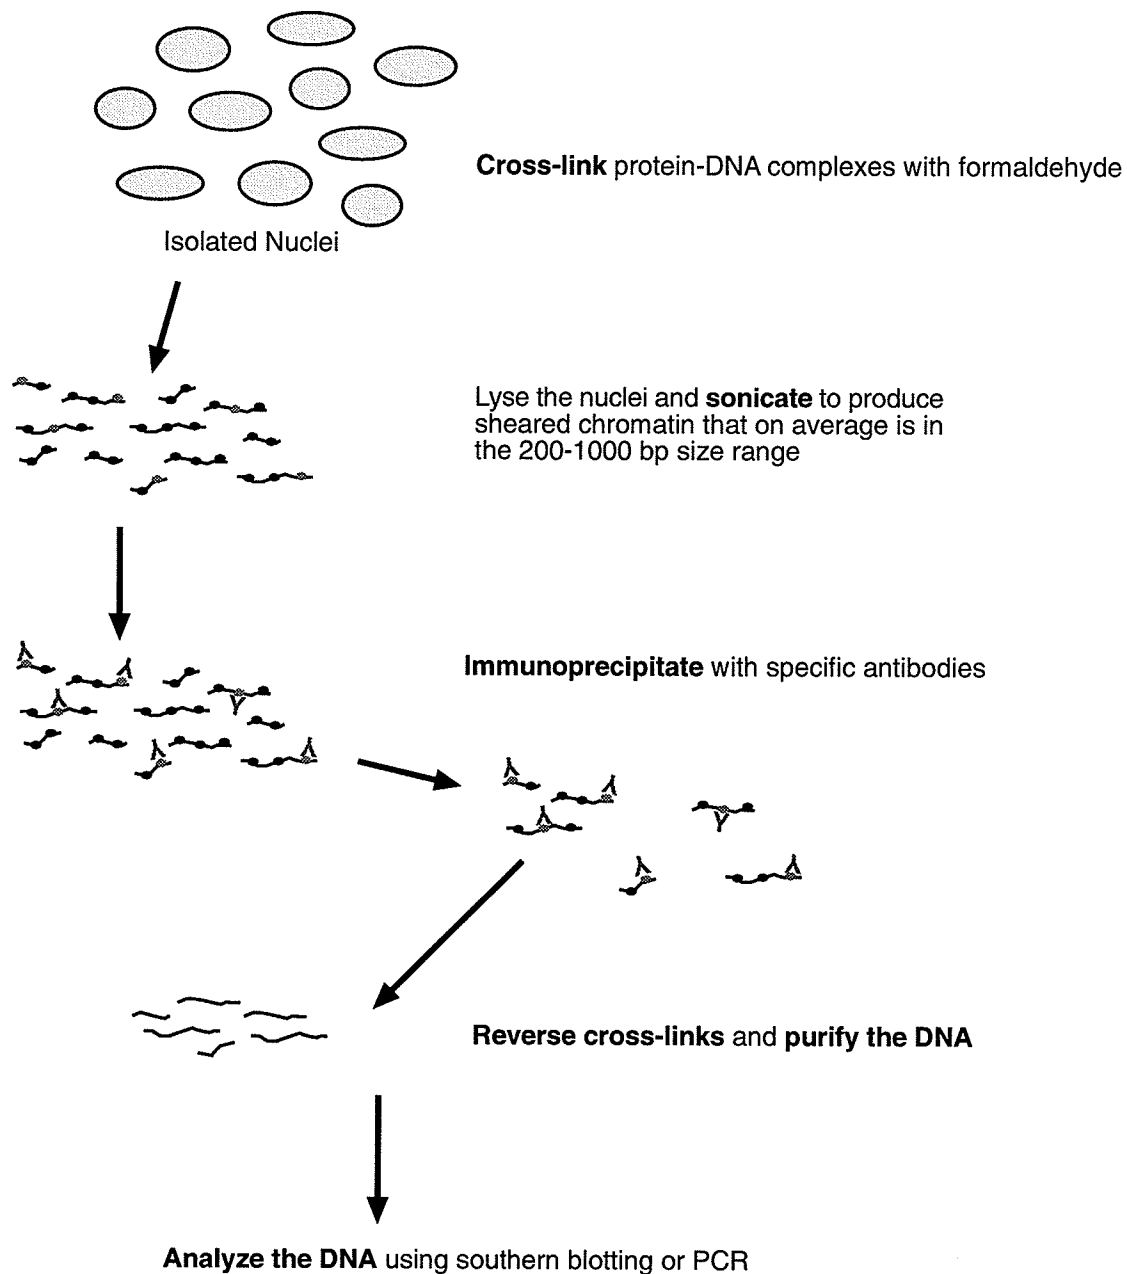 Cross-link protein-DNA complexes with formaldehyde
Isolated Nuclei
Lyse the nuclei and sonicate to produce
sheared chromatin that on average is in
the 200-1000 bp size range
Immunoprecipitate with specific antibodies
Reverse cross-links and purify the DNA
Analyze the DNA using southern blotting or PCR